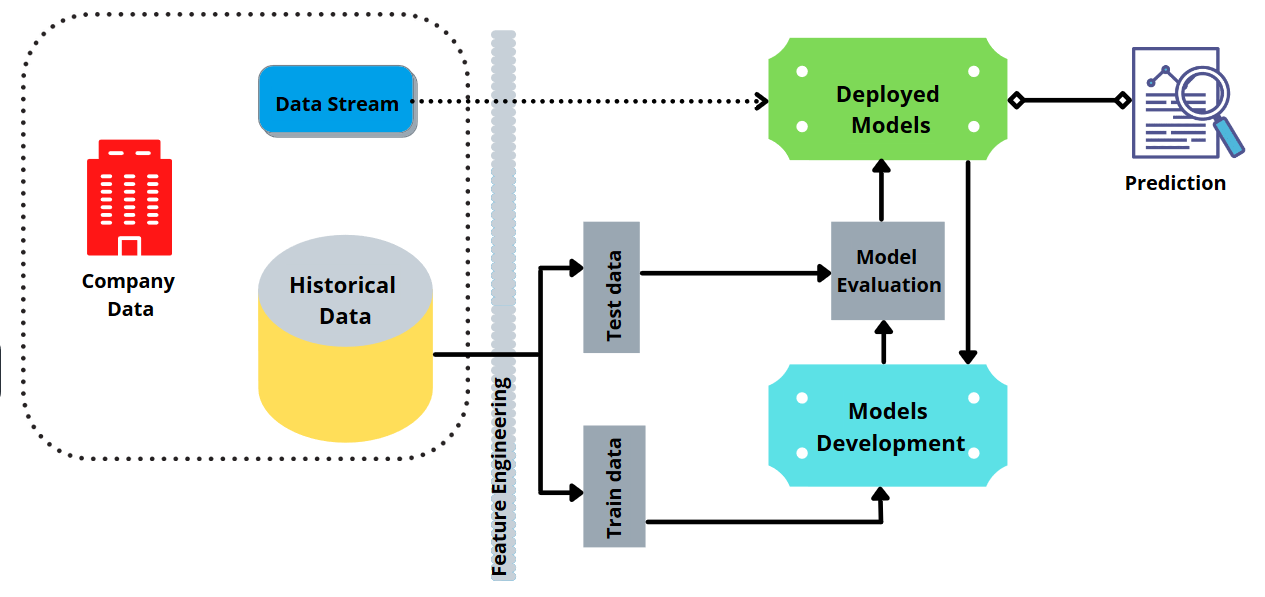 Data Stream
Company
Data
Historical
Data
Feature Engineering
Test data
Train data
Deployed
Models
Model
Evaluation
Models
Development
Prediction